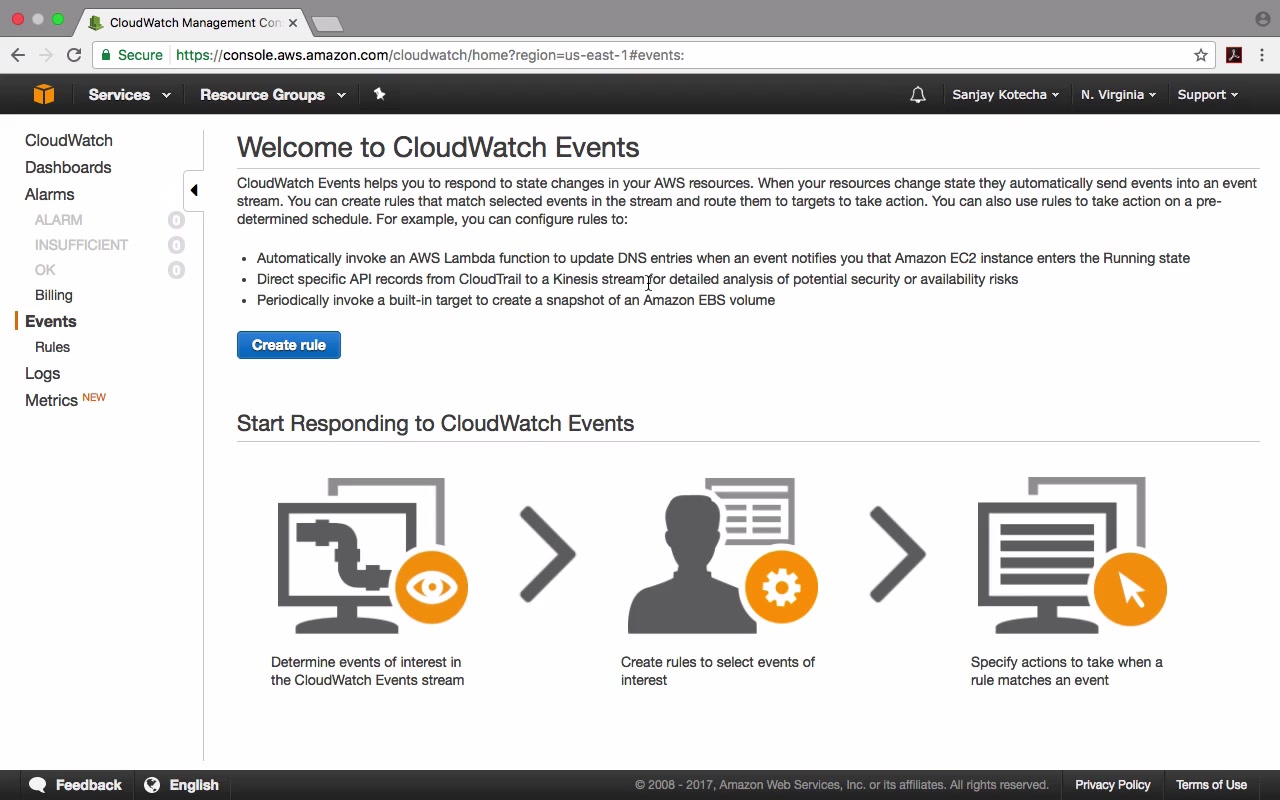 CloudWatch Management Con
Secure https://console.aws.amazon.com/cloudwatch/home?region=us-east-1#events:
Services Resource Groups Sanjay Kotecha N. Virginia Support
CloudWatch
Dashboards
Alarms
ALARM 0
INSUFFICIENT 0
OK 0
Billing
Events
Rules
Logs
Metrics NEW
Welcome to CloudWatch Events
CloudWatch Events helps you to respond to state changes in your AWS resources. When your resources change state they automatically send events into an event
stream. You can create rules that match selected events in the stream and route them to targets to take action. You can also use rules to take action on a pre-
determined schedule. For example, you can configure rules to:
• Automatically invoke an AWS Lambda function to update DNS entries when an event notifies you that Amazon EC2 instance enters the Running state
• Direct specific API records from CloudTrail to a Kinesis stream for detailed analysis of potential security or availability risks
• Periodically invoke a built-in target to create a snapshot of an Amazon EBS volume
Create rule
Start Responding to CloudWatch Events
Determine events of interest in
the CloudWatch Events stream
Create rules to select events of
interest
Specify actions to take when a
rule matches an event
Feedback English © 2008 - 2017, Amazon Web Services, Inc. or its affiliates. All rights reserved. Privacy Policy Terms of Use